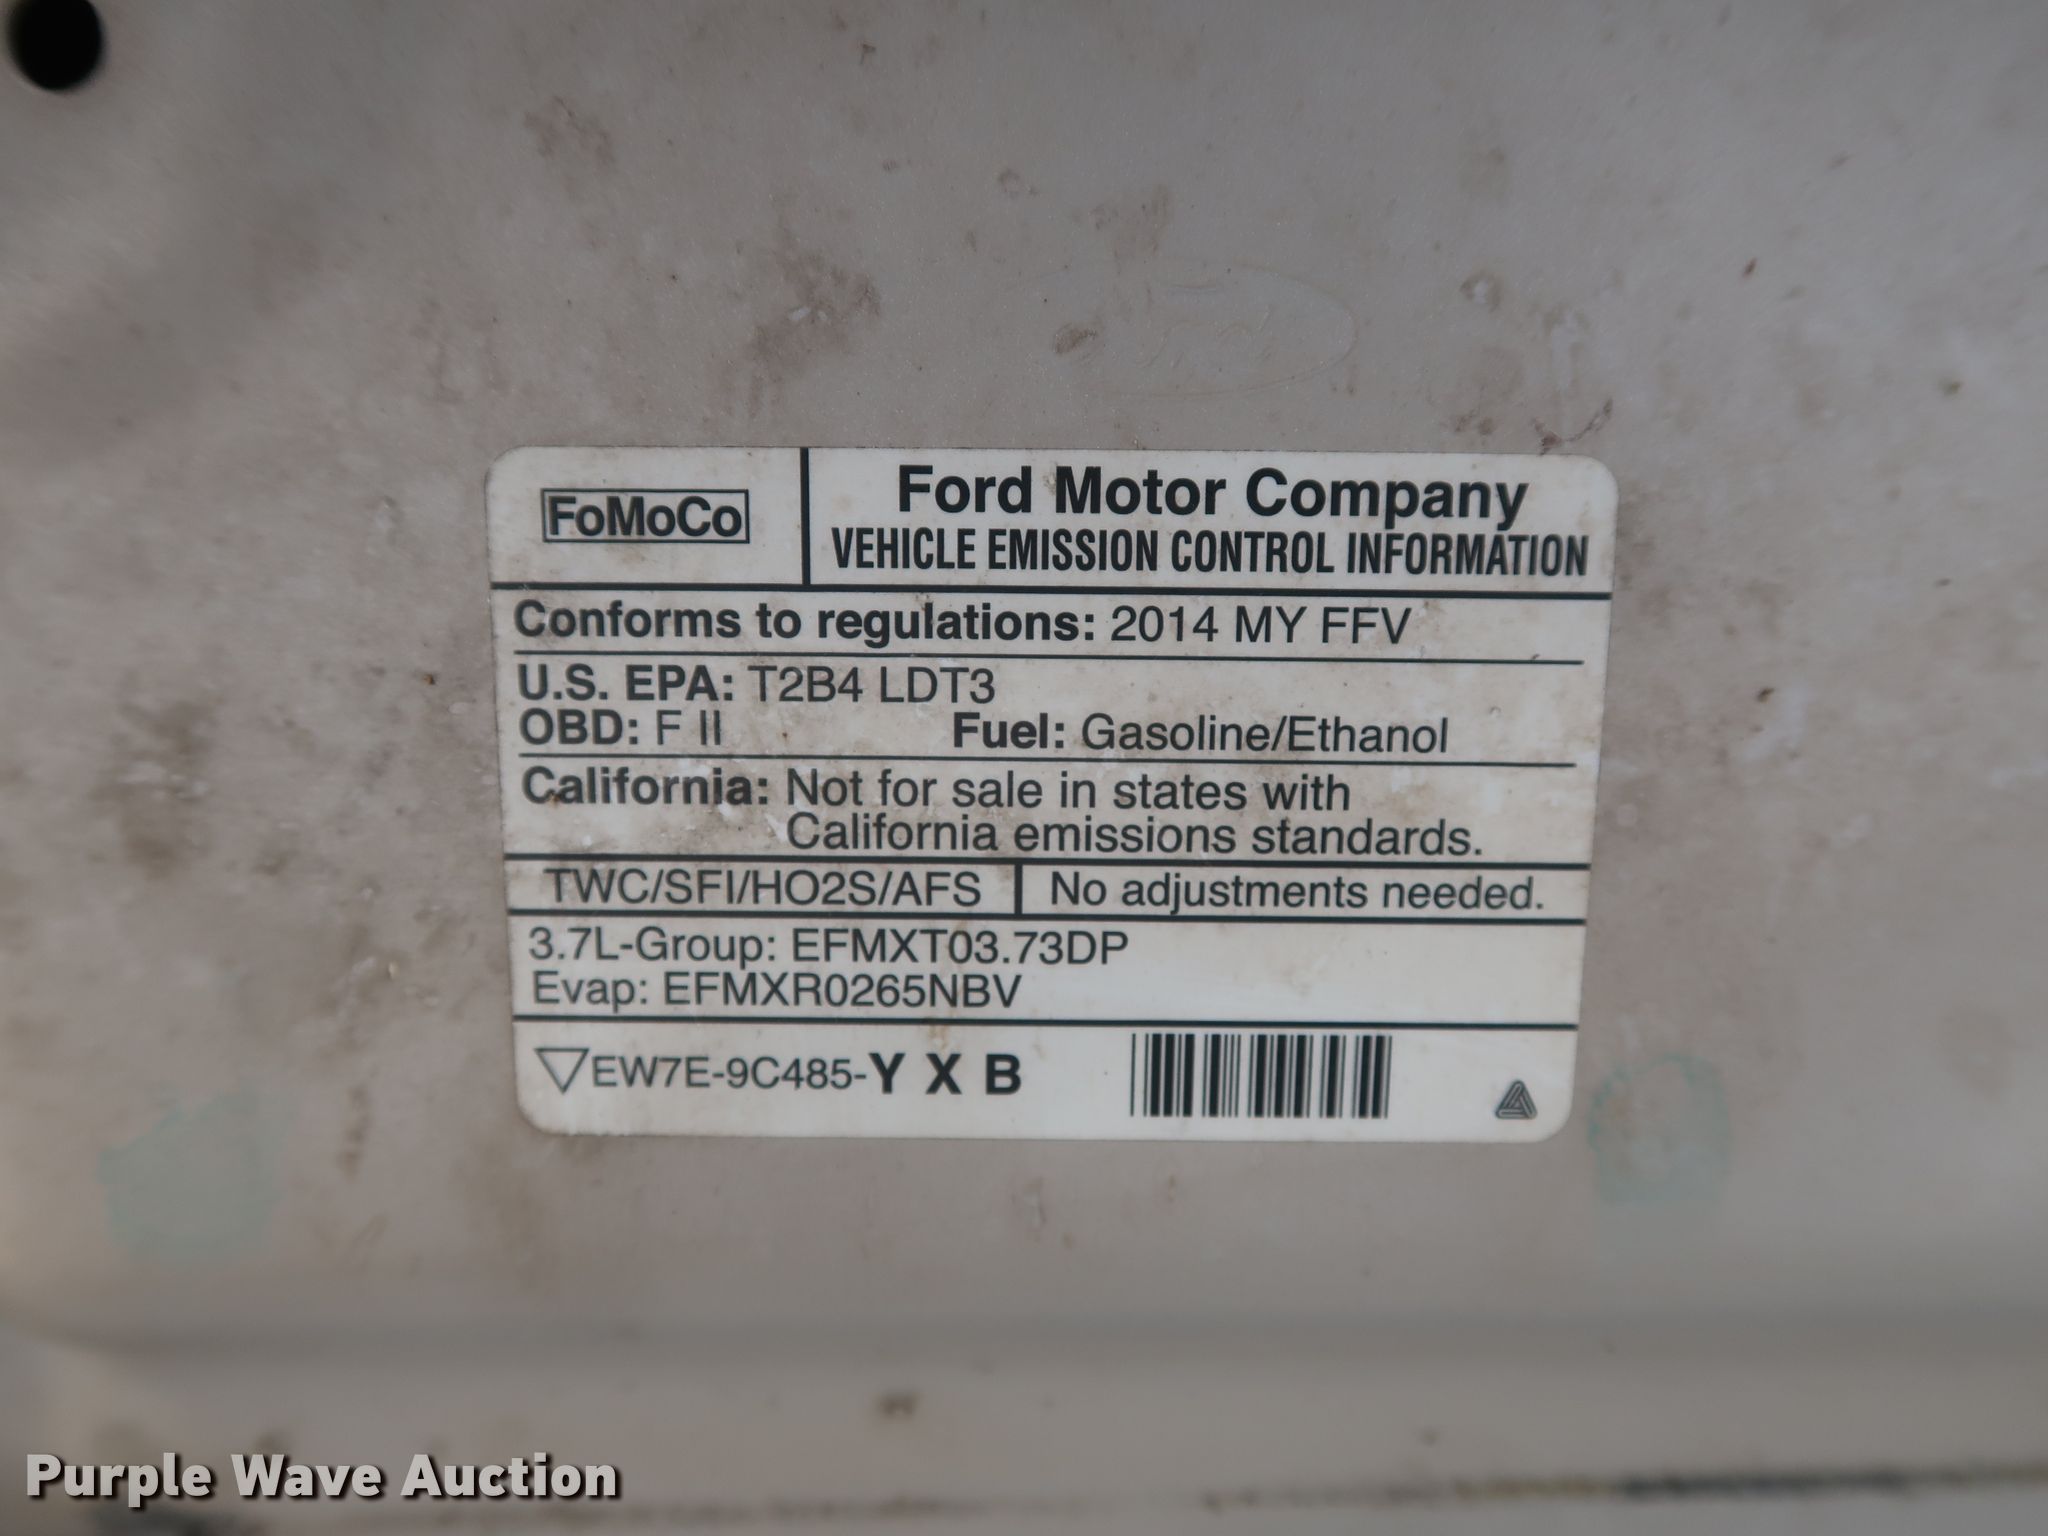 FoMoCo
Ford Motor Company
VEHICLE EMISSION CONTROL INFORMATION
Conforms to regulations: 2014 MY FFV
U.S. EPA: T2B4 LDT3
OBD: F II Fuel: Gasoline/Ethanol
California: Not for sale in states with
California emissions standards.
TWC/SFI/HO2S/AFS No adjustments needed.
3.7L-Group: EFMXT03.73DP
Evap: EFMXR0265NBV
EW7E-9C485-Y X B
Purple Wave Auction